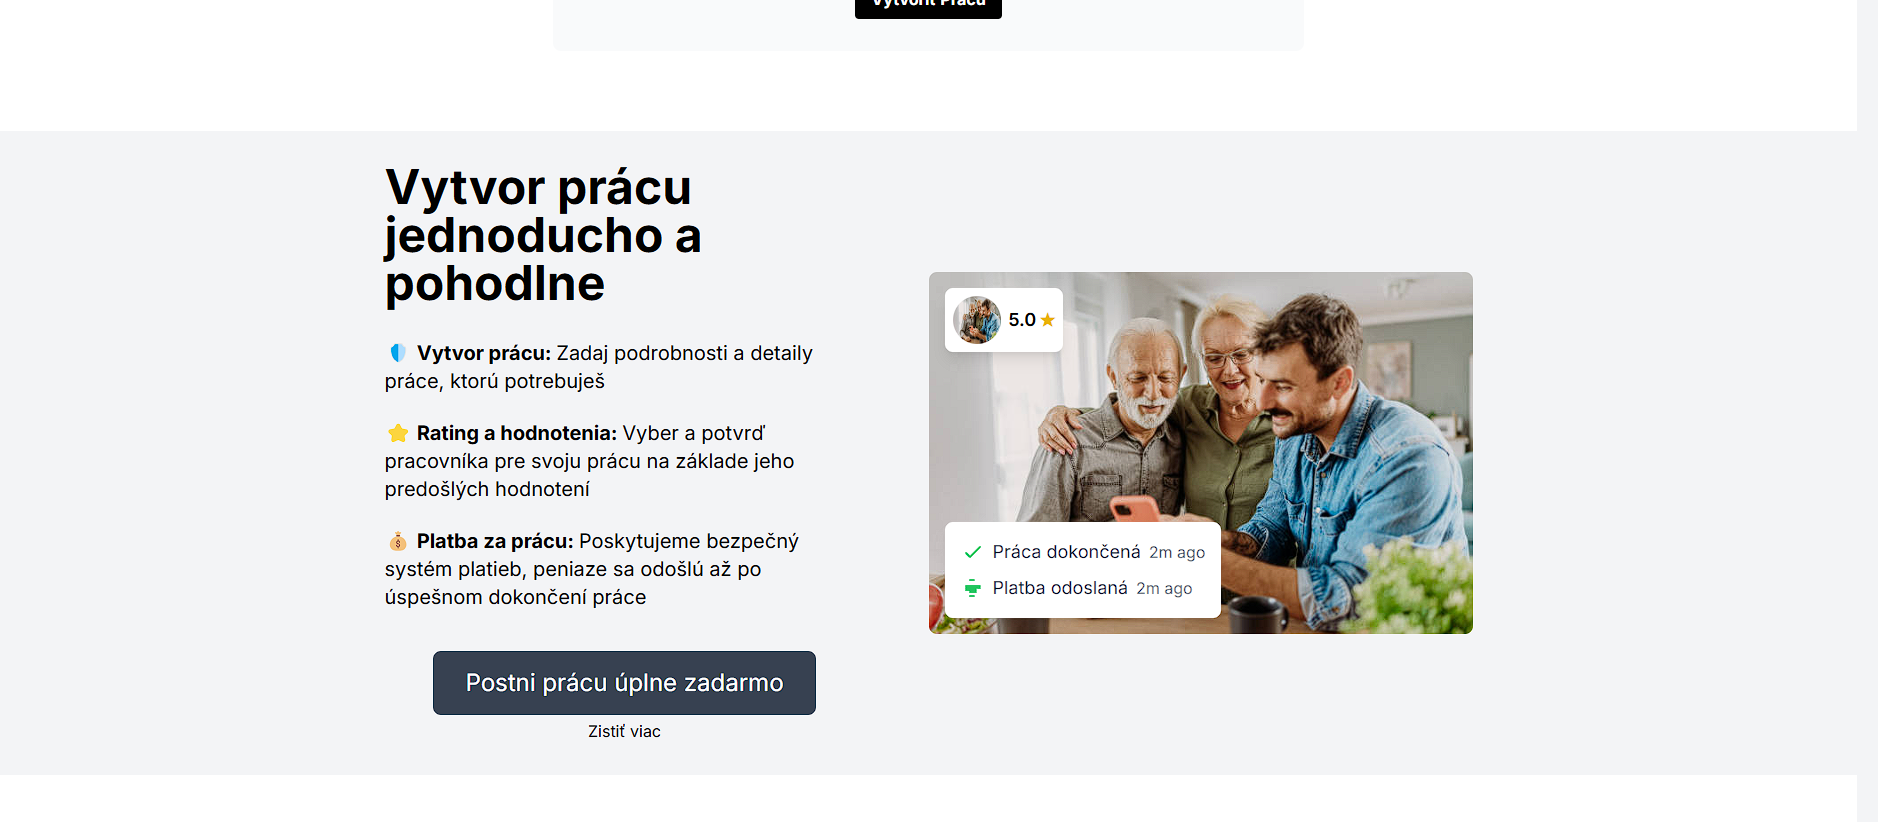 Vytvoriť Prácu
Vytvor prácu
jednoducho a
pohodlne
Vytvor prácu: Zadaj podrobnosti a detaily
práce, ktorú potrebuješ
Rating a hodnotenia: Vyber a potvrď
pracovníka pre svoju prácu na základe jeho
predošlých hodnotení
Platba za prácu: Poskytujeme bezpečný
systém platieb, peniaze sa odošlú až po
úspešnom dokončení práce
Postni prácu úplne zadarmo
Zistiť viac
5.0
Práca dokončená 2m ago
Platba odoslaná 2m ago